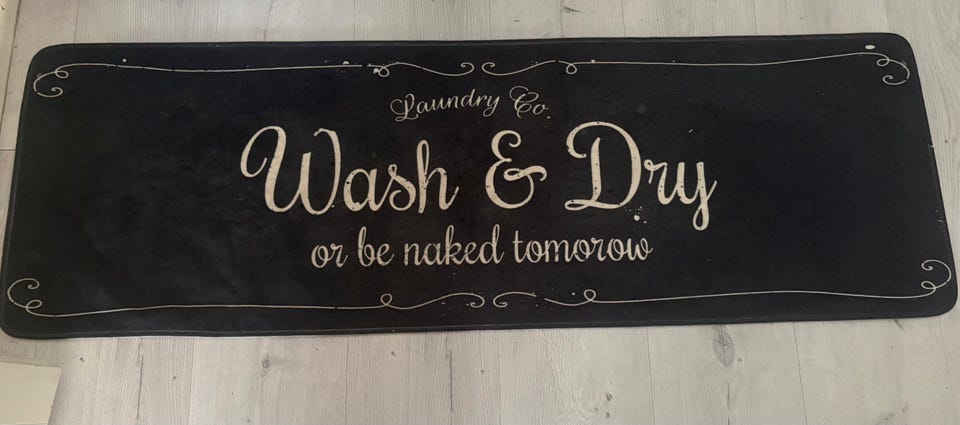 Laundry Co.
Wash & Dry
or be naked tomorow